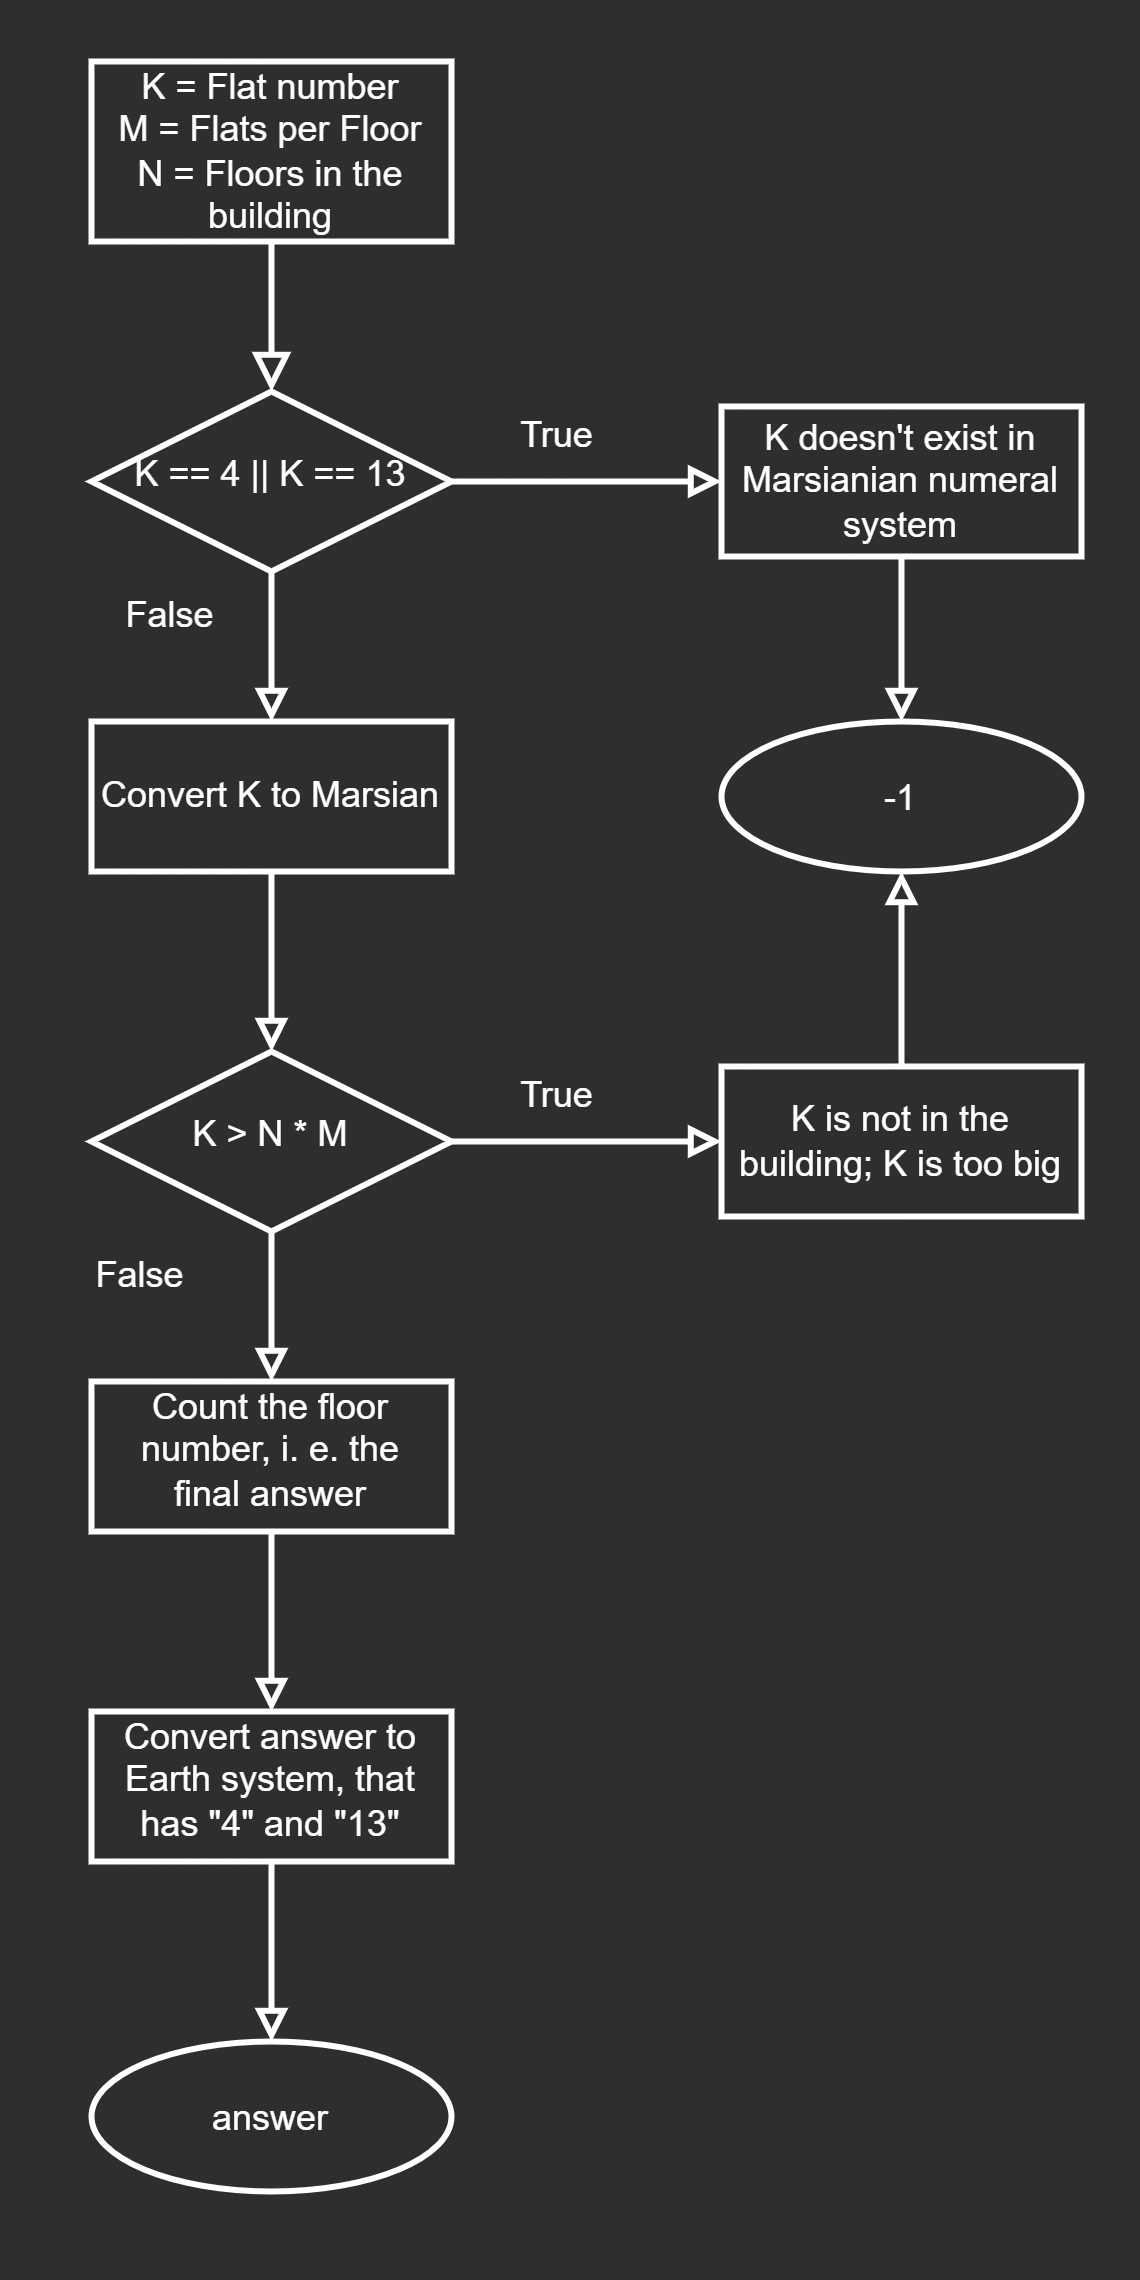 K = Flat number
M = Flats per Floor
N = Floors in the
building
K == 4 || K == 13
True
K doesn't exist in
Marsianian numeral
system
False
Convert K to Marsian
-1
K > N * M
True
K is not in the
building; K is too big
False
Count the floor
number, i. e. the
final answer
Convert answer to
Earth system, that
has "4" and "13"
answer